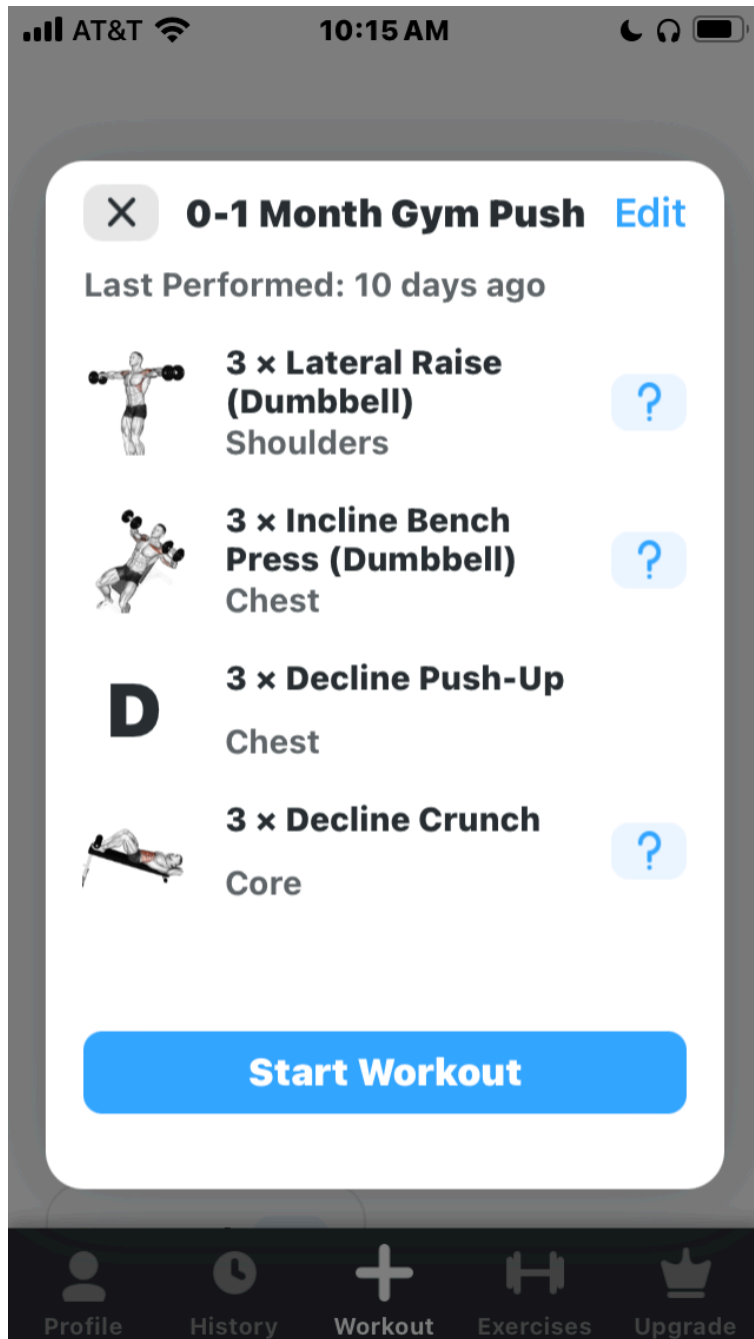 AT&T 10:15 AM
0-1 Month Gym Push Edit
Last Performed: 10 days ago
3 × Lateral Raise
(Dumbbell)
Shoulders
?
3 × Incline Bench
Press (Dumbbell)
Chest
?
D
3 × Decline Push-Up
Chest
3 × Decline Crunch
Core
?
Start Workout
Profile History Workout Exercises Upgrade